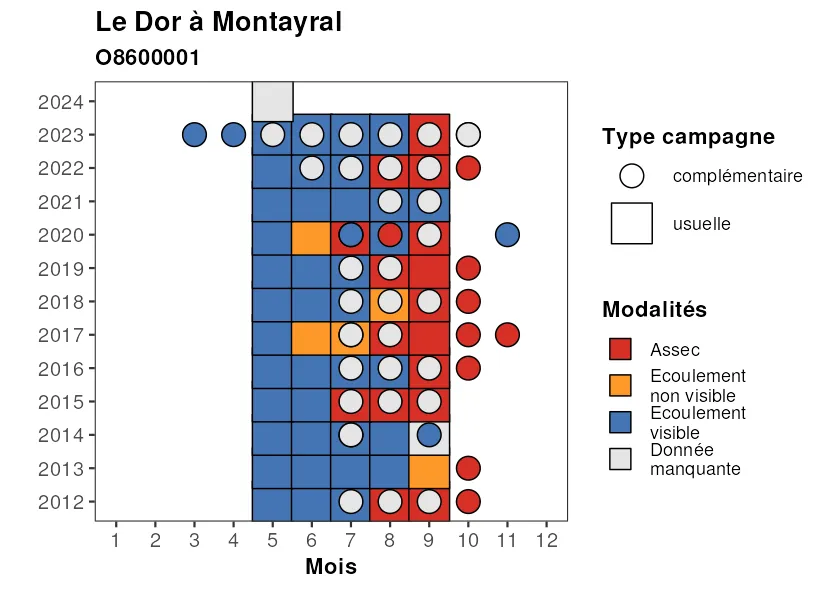 Le Dor à Montayral
O8600001
2024
2023
2022
2021
2020
2019
2018
2017
2016
2015
2014
2013
2012
1 2 3 4 5 6 7 8 9 10 11 12
Mois
Type campagne
complémentaire
usuelle
Modalités
Assec
Ecoulement
non visible
Ecoulement
visible
Donnée
manquante